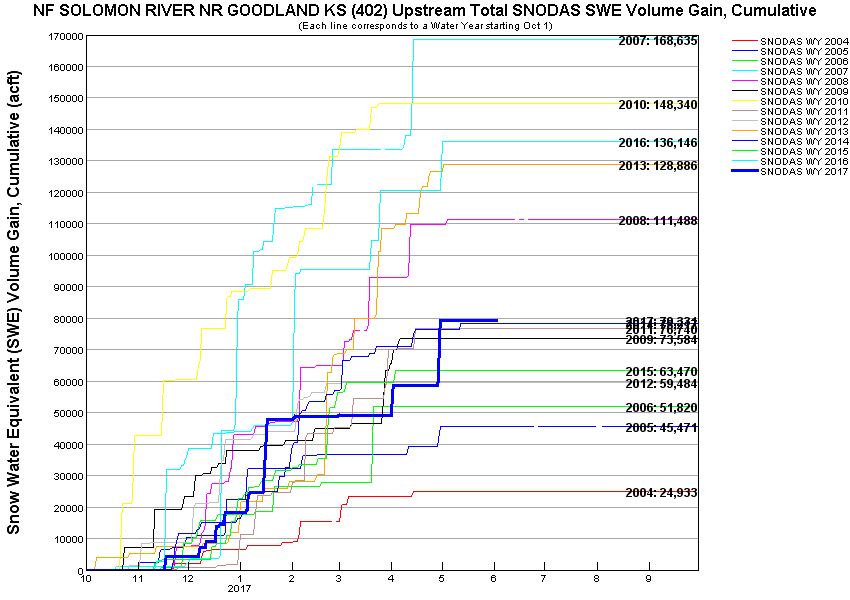 NF SOLOMON RIVER NR GOODLAND KS (402) Upstream Total SNODAS SWE Volume Gain, Cumulative
(Each line corresponds to a Water Year starting Oct 1)
Snow Water Equivalent (SWE) Volume Gain, Cumulative (acft)
170000
160000
150000
140000
130000
120000
110000
100000
90000
80000
70000
60000
50000
40000
30000
20000
10000
0
2007: 168,635
2010: 148,340
2016: 136,146
2013: 128,886
2008: 111,488
2017: 79,331
2011: 76,740
2009: 73,584
2015: 63,470
2012: 59,484
2006: 51,820
2005: 45,471
2004: 24,933
10 11 12 1 2 3 4 5 6 7 8 9
2017
SNODAS WY 2004
SNODAS WY 2005
SNODAS WY 2006
SNODAS WY 2007
SNODAS WY 2008
SNODAS WY 2009
SNODAS WY 2010
SNODAS WY 2011
SNODAS WY 2012
SNODAS WY 2013
SNODAS WY 2014
SNODAS WY 2015
SNODAS WY 2016
SNODAS WY 2017